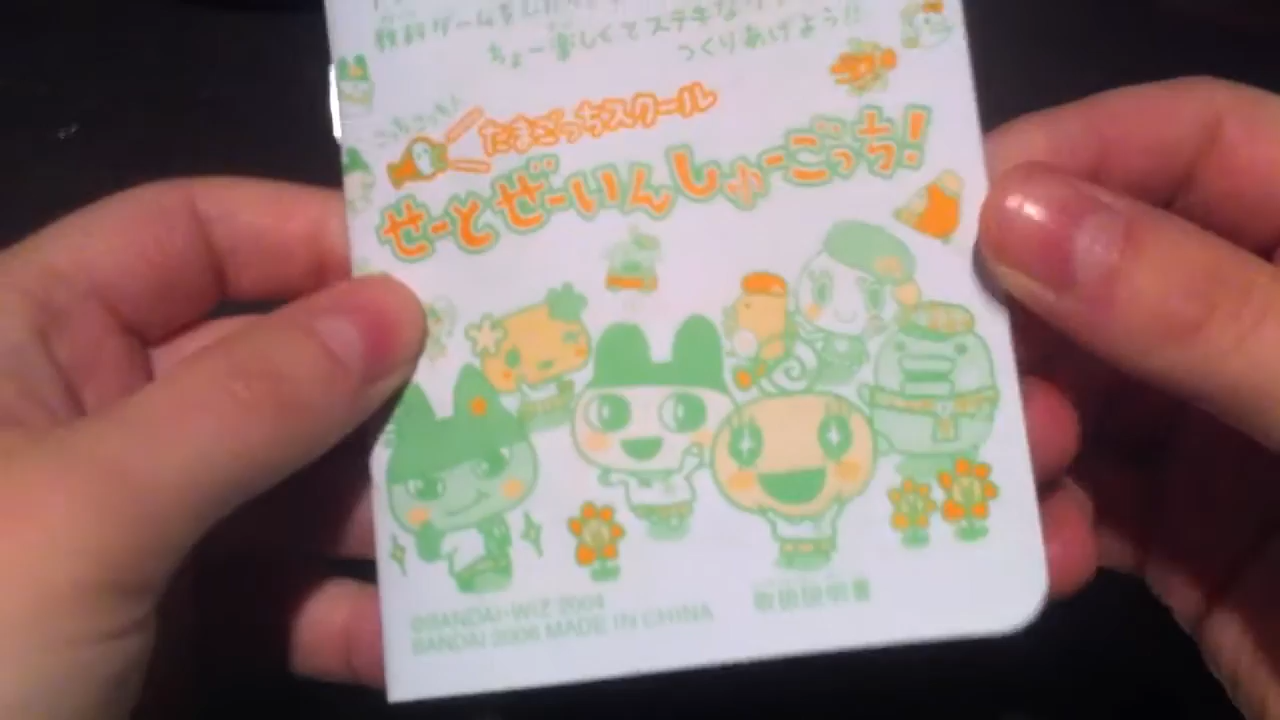 ちょー楽しくてステキな
つくりあげよう!!
たまごっちスクール
せーとぜーいんしゅーごっち!
©BANDAI・WiZ 2004
BANDAI 2006 MADE IN CHINA
取扱説明書